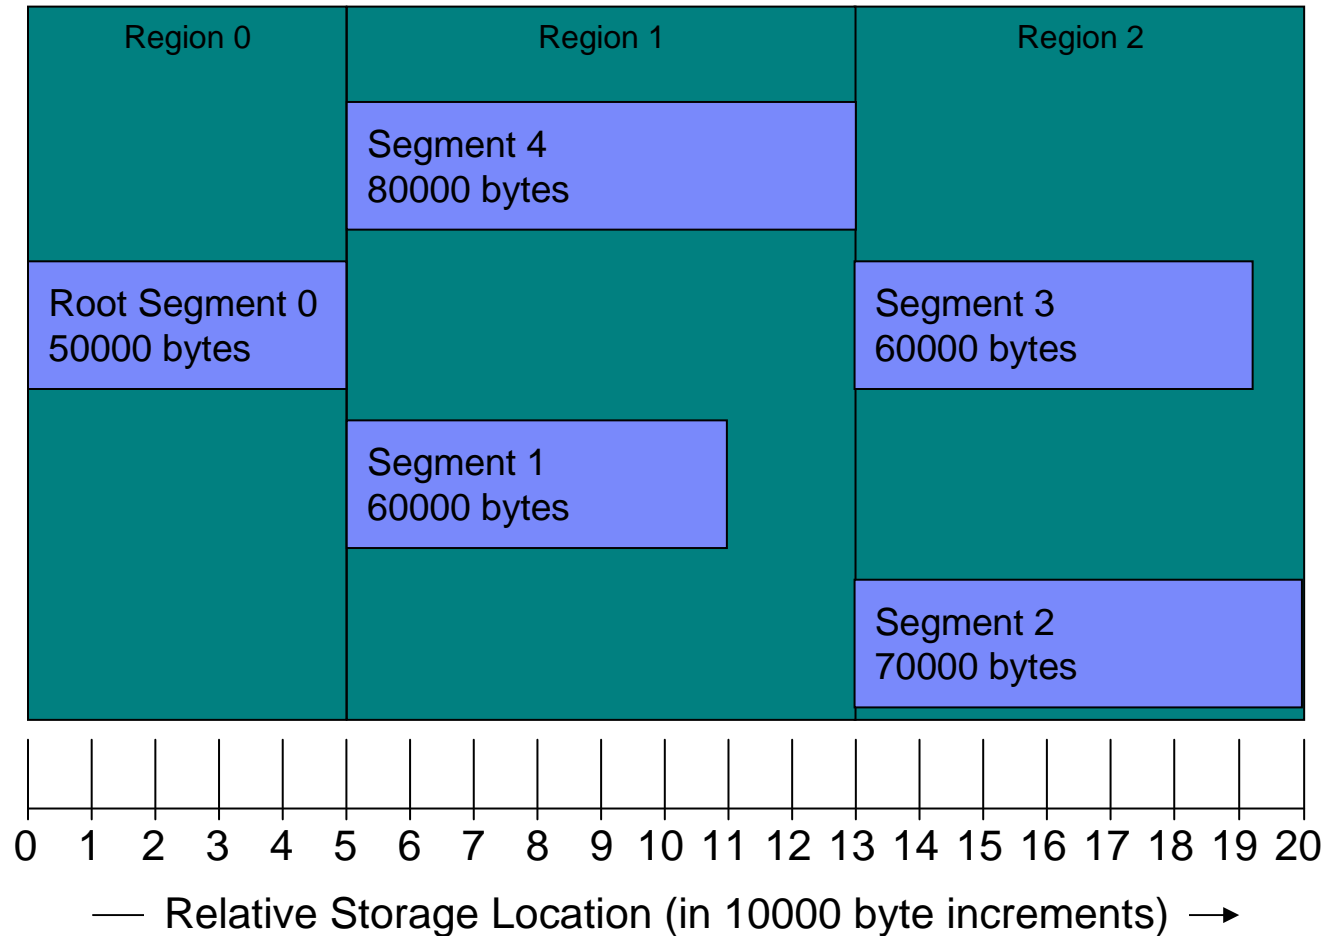 Region 0
Region 1
Region 2
Segment 4
80000 bytes
Root Segment 0
50000 bytes
Segment 3
60000 bytes
Segment 1
60000 bytes
Segment 2
70000 bytes
0 1 2 3 4 5 6 7 8 9 10 11 12 13 14 15 16 17 18 19 20
Relative Storage Location (in 10000 byte increments)